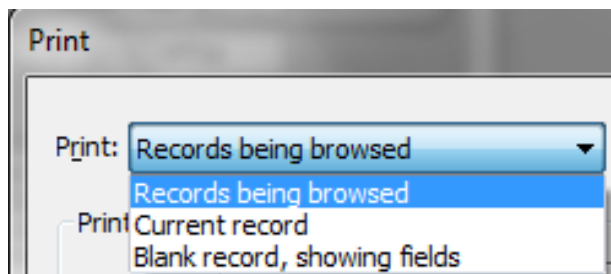 Print
Print: Records being browsed
Records being browsed
Print Current record
Blank record, showing fields